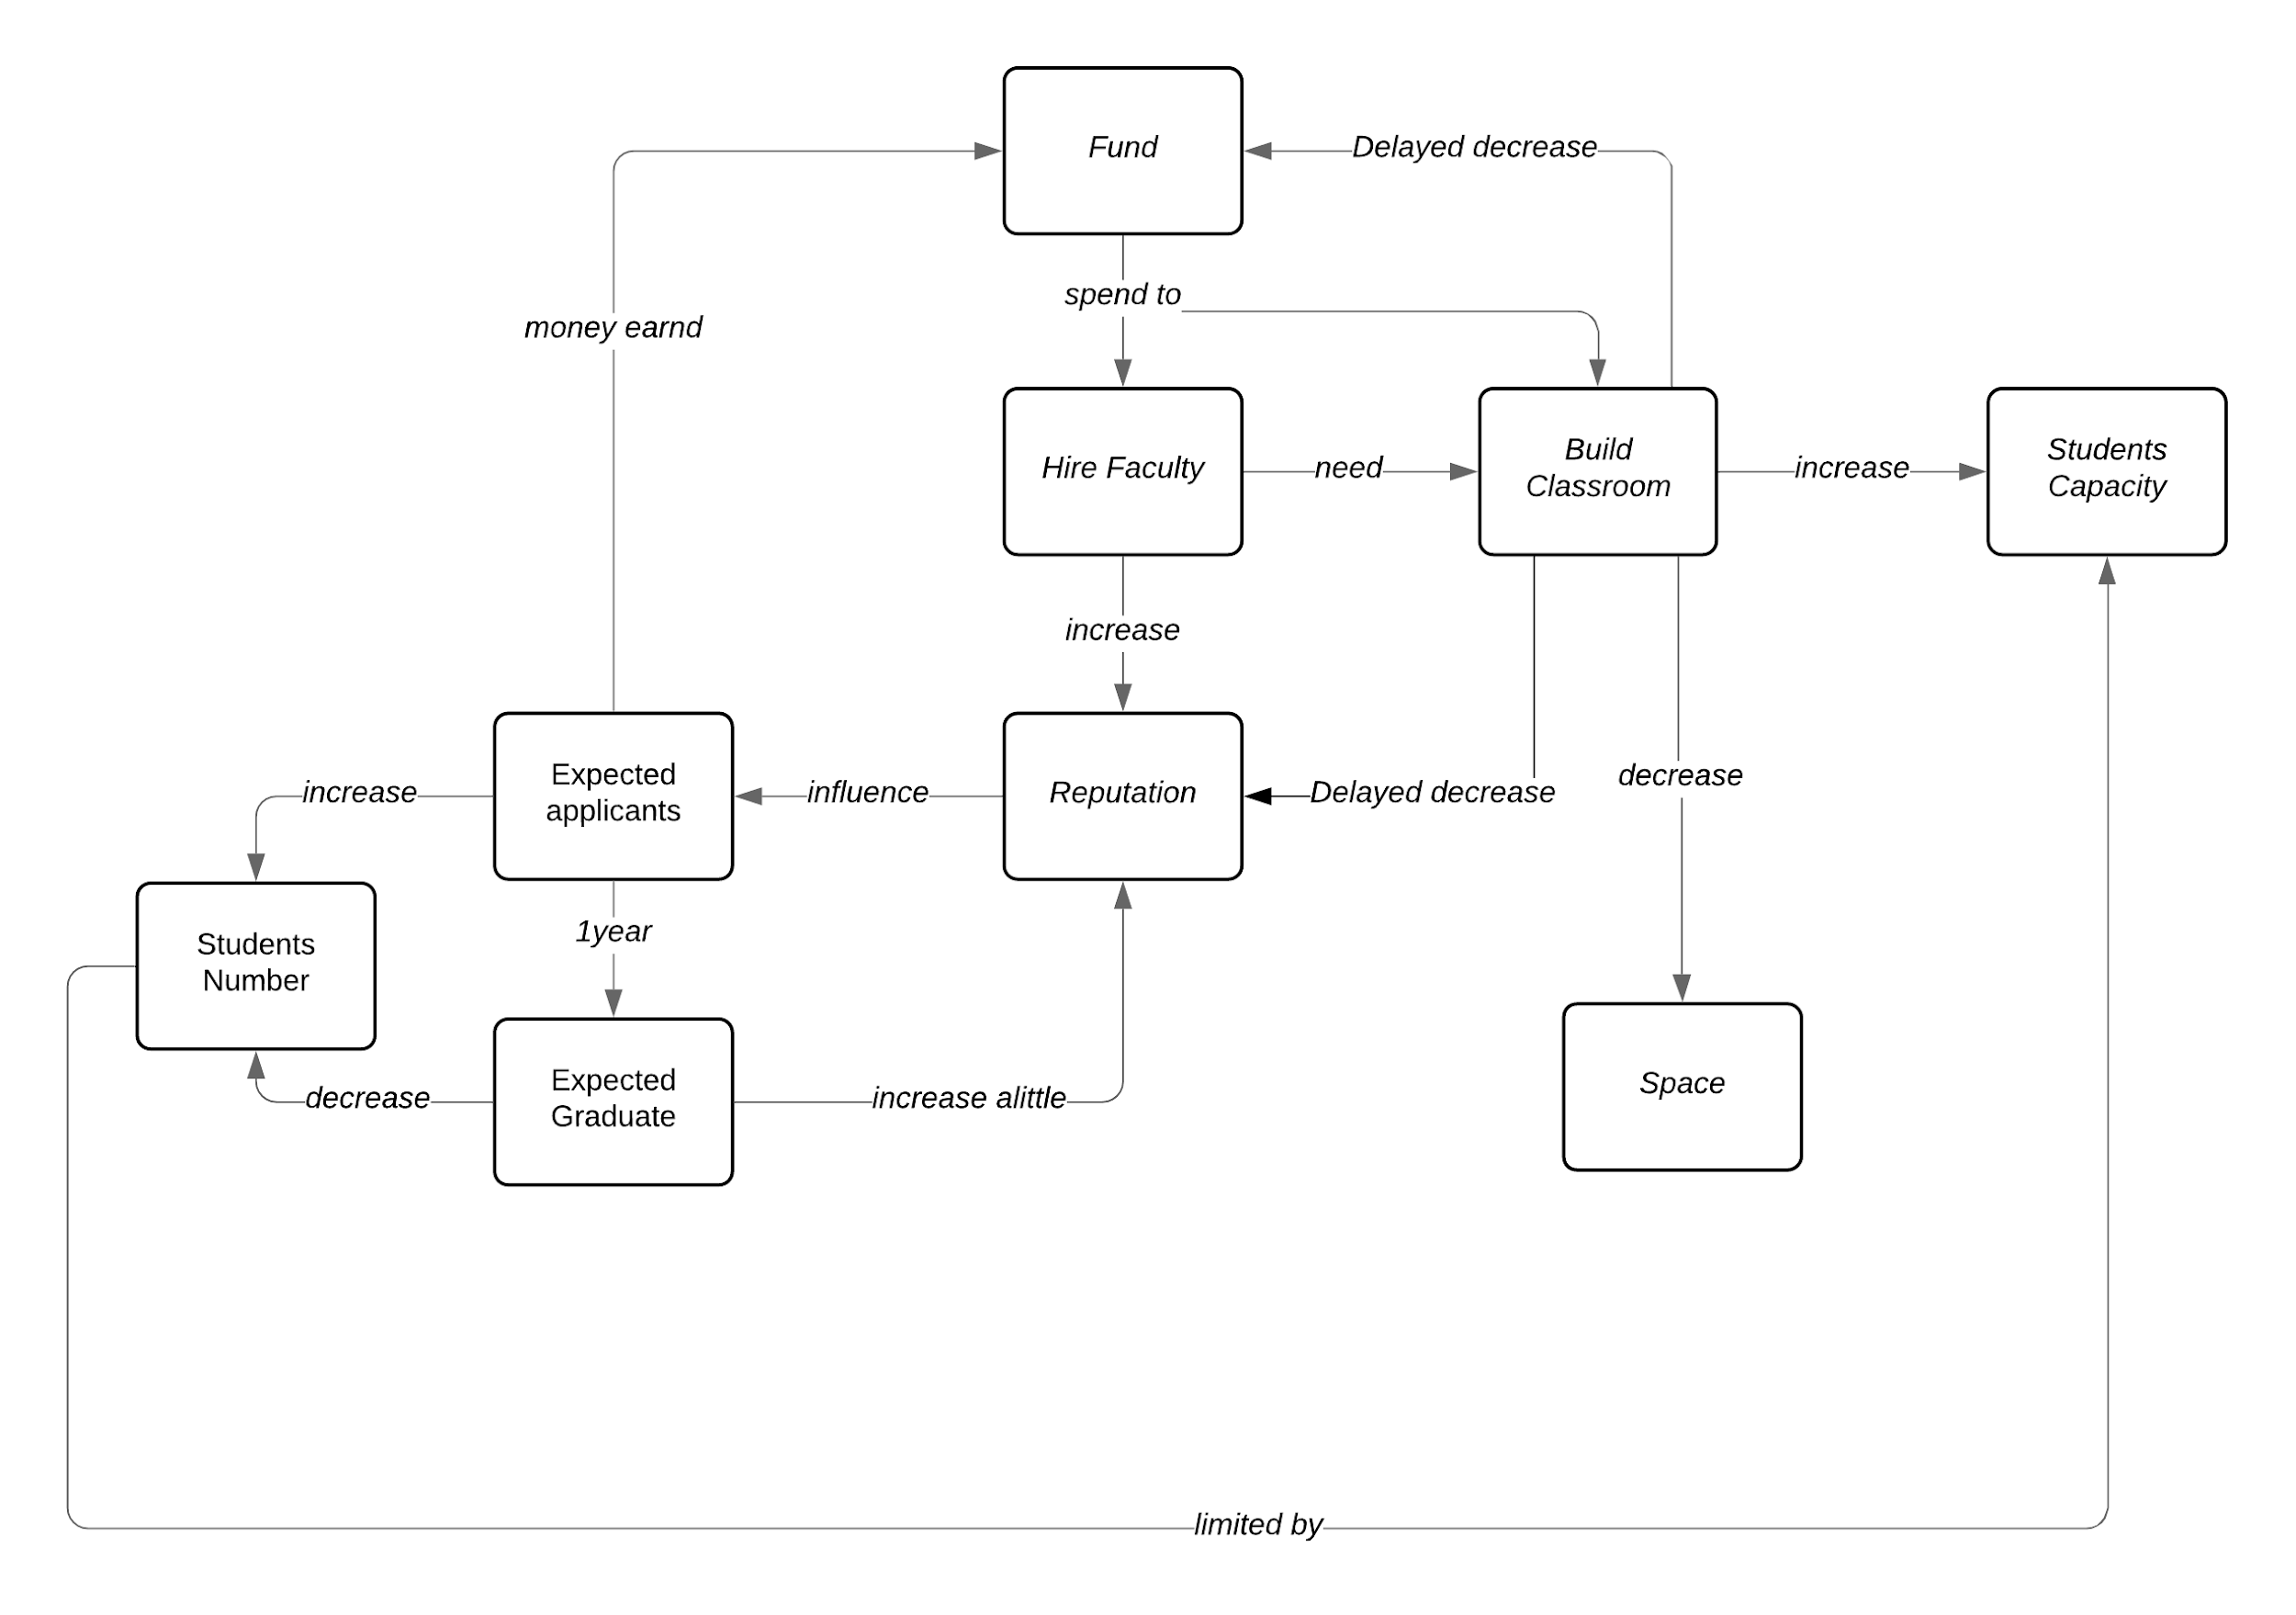 Fund
Delayed decrease
spend to
money earnd
Hire Faculty
need
Build
Classroom
increase
Students
Capacity
increase
Expected
applicants
influence
Reputation
Delayed decrease
decrease
increase
Students
Number
1year
Expected
Graduate
decrease
increase alittle
Space
limited by